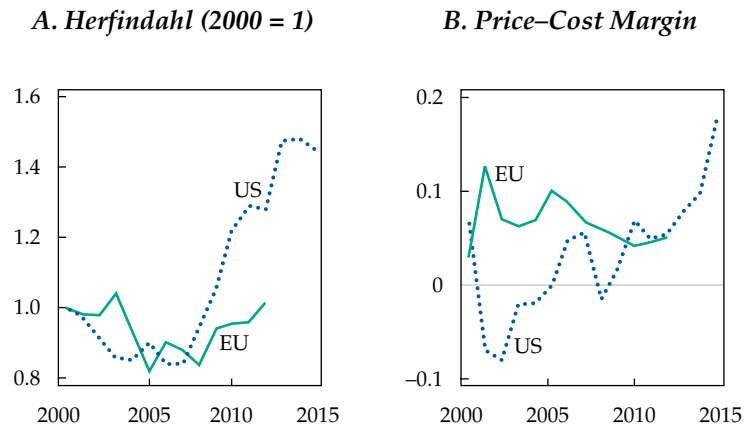 A. Herfindahl (2000 = 1)
1.6
1.4
1.2
1.0
0.8
US
EU
2000 2005 2010 2015
B. Price–Cost Margin
0.2
0.1
0
–0.1
EU
US
2000 2005 2010 2015